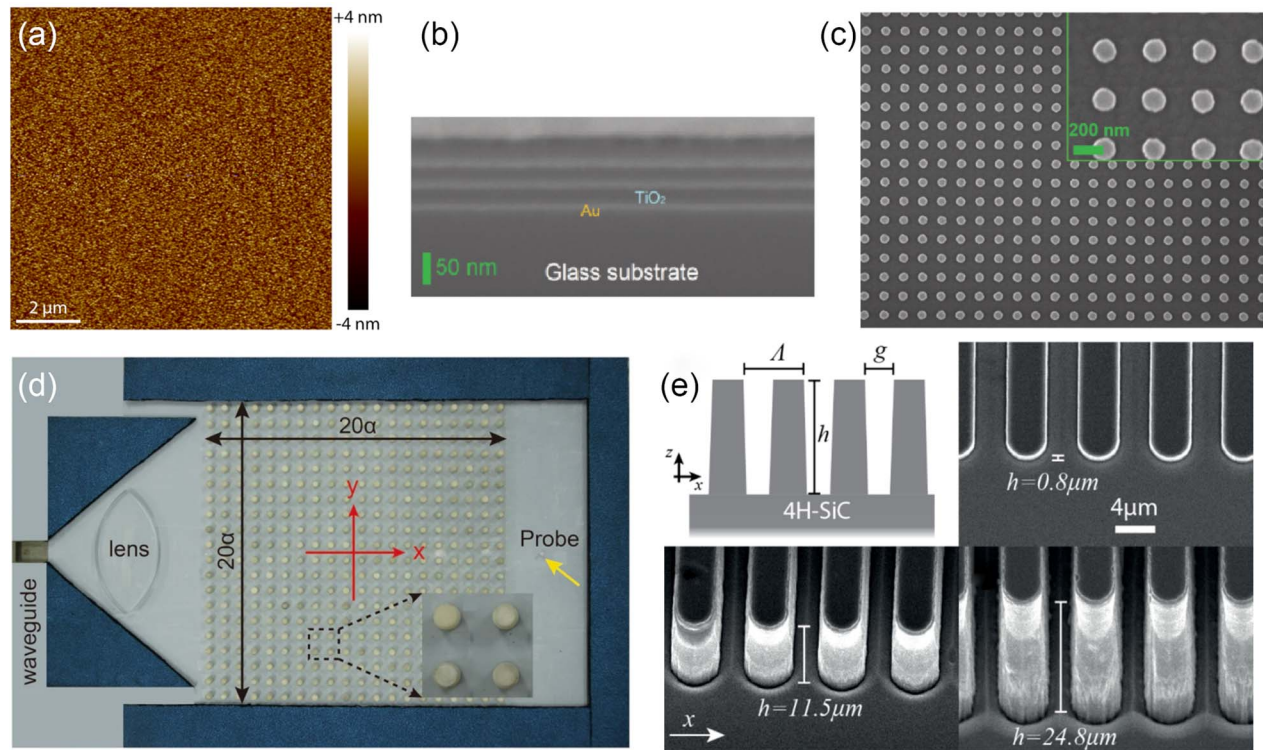 (a)
+4 nm
-4 nm
2 μm
(b)
TiO₂
Au
50 nm
Glass substrate
(c)
200 nm
(d)
20α
20α
y
x
lens
waveguide
Probe
(e)
Λ
g
h
z
x
4H-SiC
h=0.8μm
4μm
h=11.5μm
x
h=24.8μm